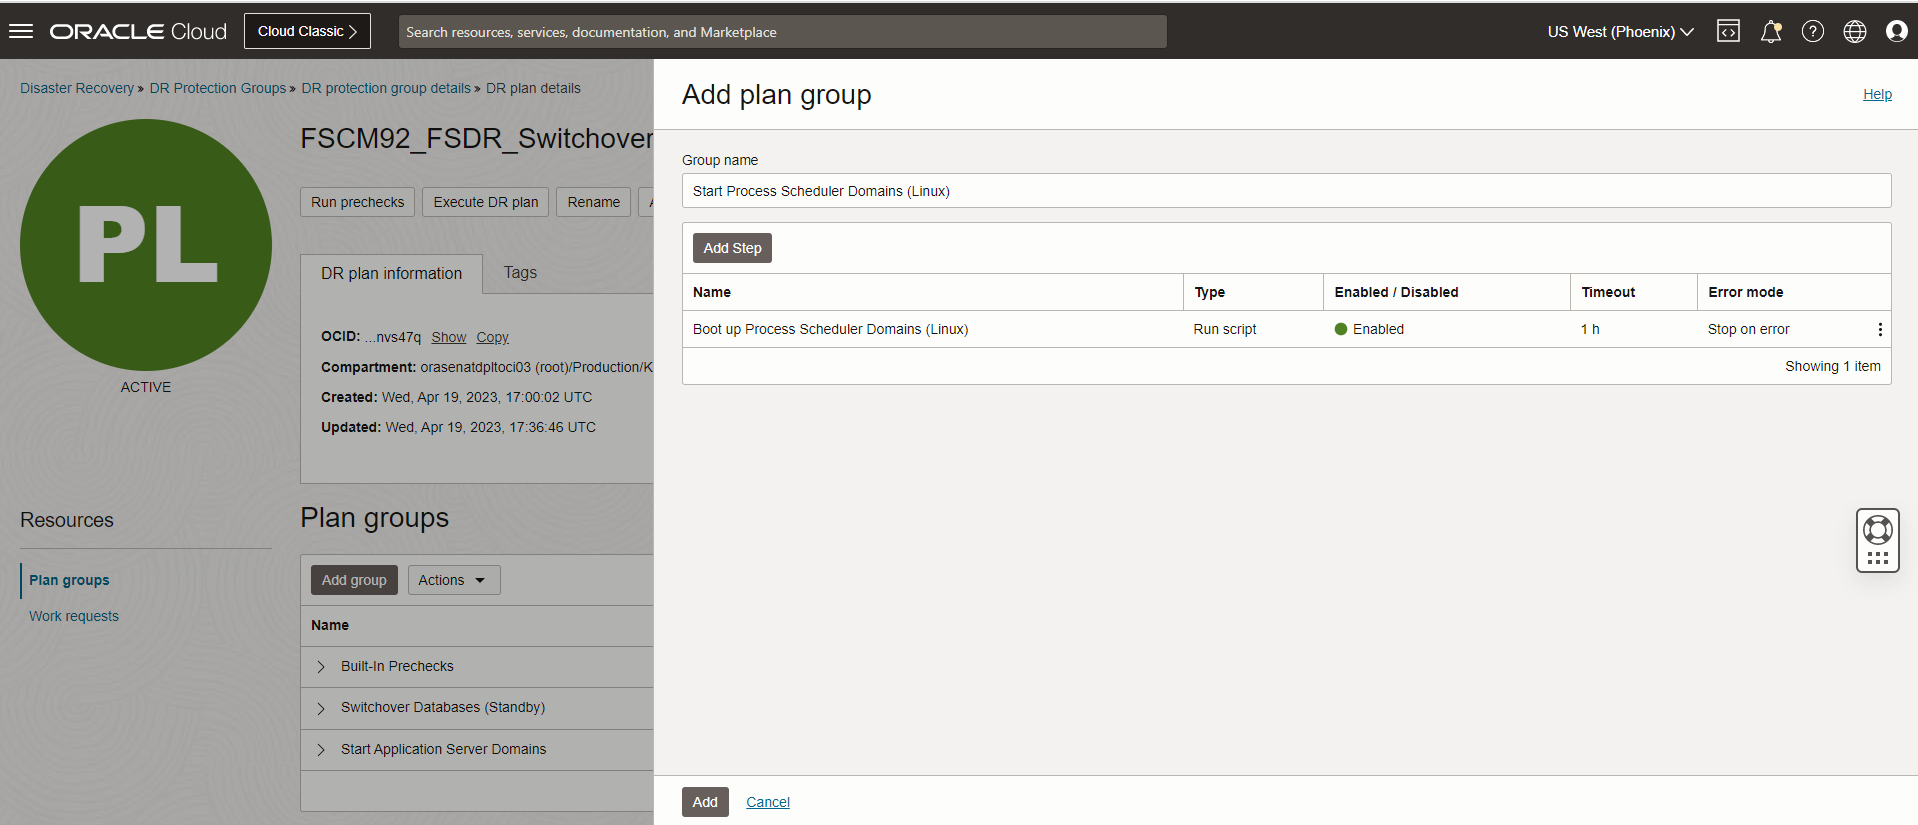 ORACLE Cloud
Cloud Classic
Search resources, services, documentation, and Marketplace
US West (Phoenix)
Disaster Recovery » DR Protection Groups » DR protection group details » DR plan details
PL
ACTIVE
FSCM92_FSDR_Switchover
Run prechecks
Execute DR plan
Rename
DR plan information
Tags
OCID: ...nvs47q Show Copy
Compartment: orasenatdpltoci03 (root)/Production/K
Created: Wed, Apr 19, 2023, 17:00:02 UTC
Updated: Wed, Apr 19, 2023, 17:36:46 UTC
Resources
Plan groups
Work requests
Plan groups
Add group
Actions
Name
Built-In Prechecks
Switchover Databases (Standby)
Start Application Server Domains
Add plan group
Help
Group name
Start Process Scheduler Domains (Linux)
Add Step
Name Type Enabled / Disabled Timeout Error mode
Boot up Process Scheduler Domains (Linux) Run script Enabled 1 h Stop on error
Showing 1 item
Add
Cancel